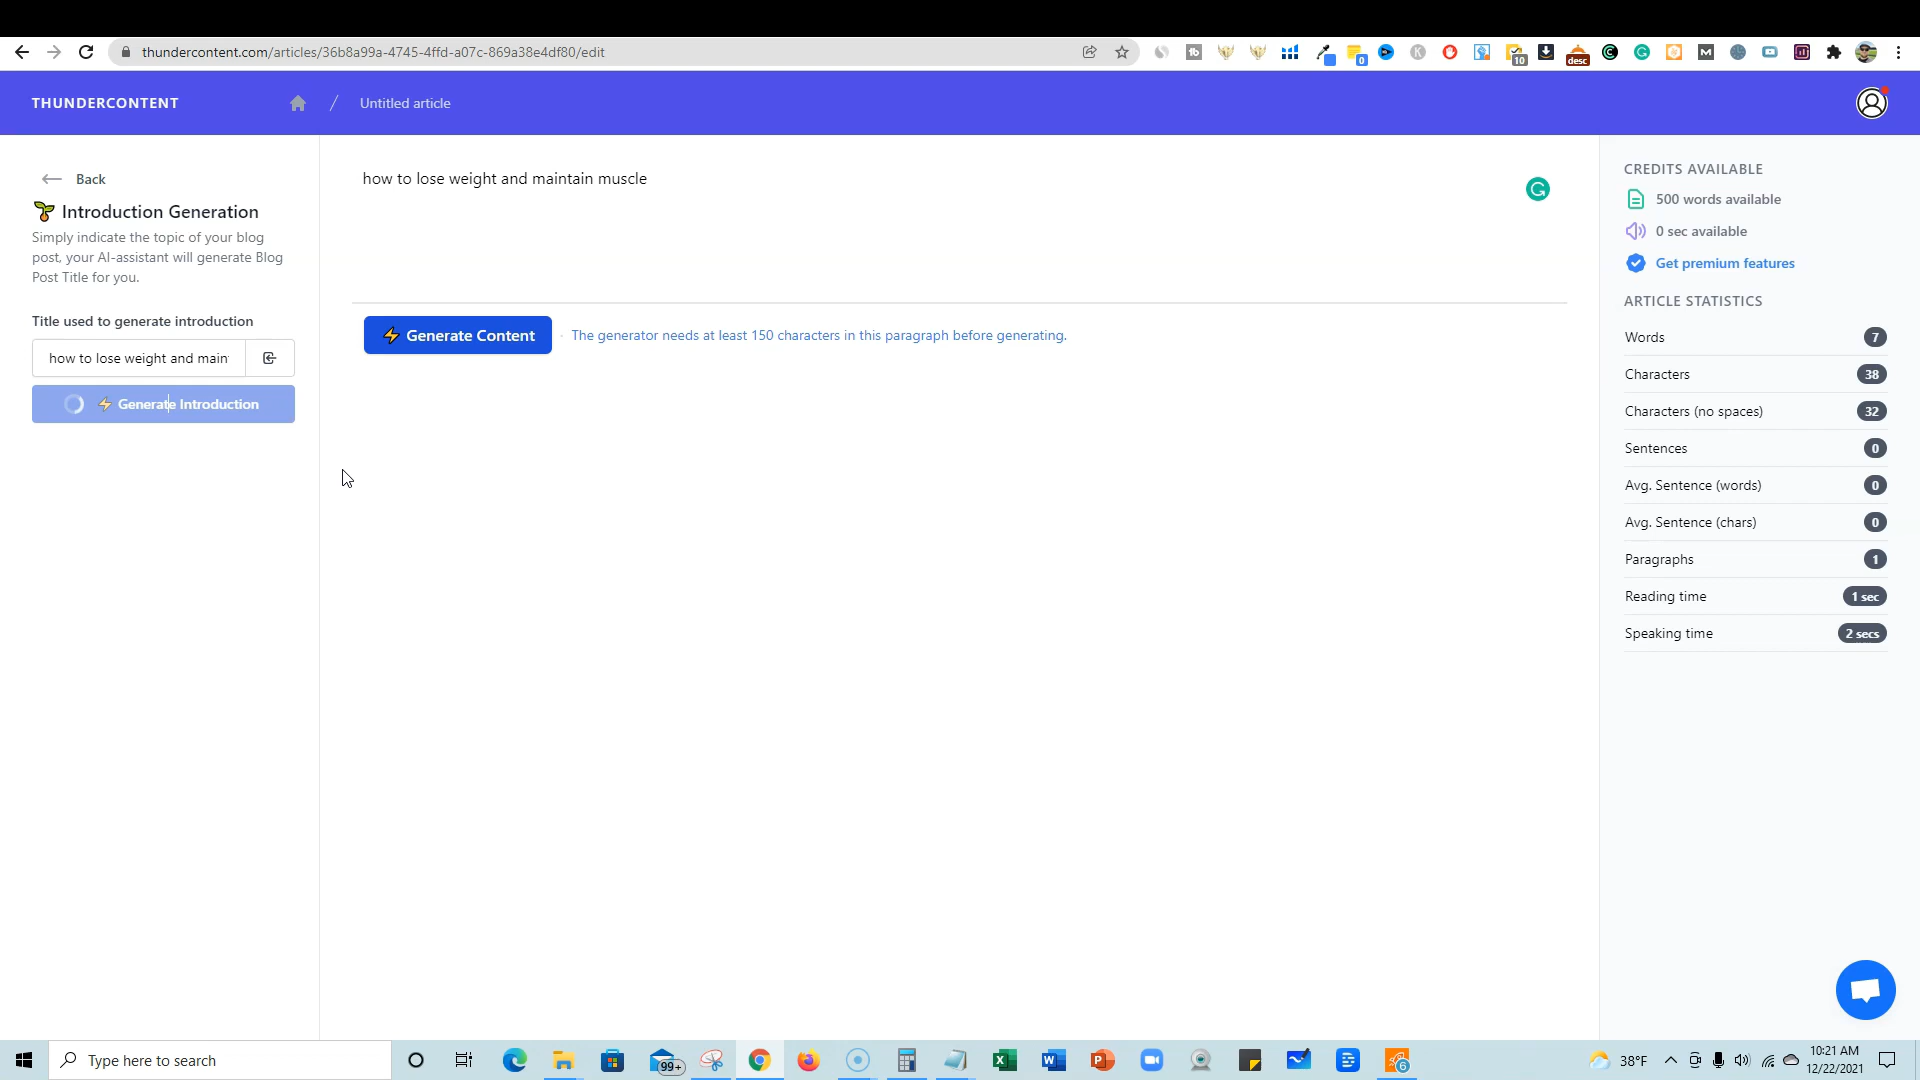 thundercontent.com/articles/36b8a99a-4745-4ffd-a07c-869a38e4df80/edit
THUNDERCONTENT
/
Untitled article
Back
Introduction Generation
Simply indicate the topic of your blog
post, your AI-assistant will generate Blog
Post Title for you.
Title used to generate introduction
how to lose weight and main
Generate Introduction
how to lose weight and maintain muscle
Generate Content
The generator needs at least 150 characters in this paragraph before generating.
CREDITS AVAILABLE
500 words available
0 sec available
Get premium features
ARTICLE STATISTICS
Words 7
Characters 38
Characters (no spaces) 32
Sentences 0
Avg. Sentence (words) 0
Avg. Sentence (chars) 0
Paragraphs 1
Reading time 1 sec
Speaking time 2 secs
Type here to search
99+
6
38°F
10:21 AM
12/22/2021